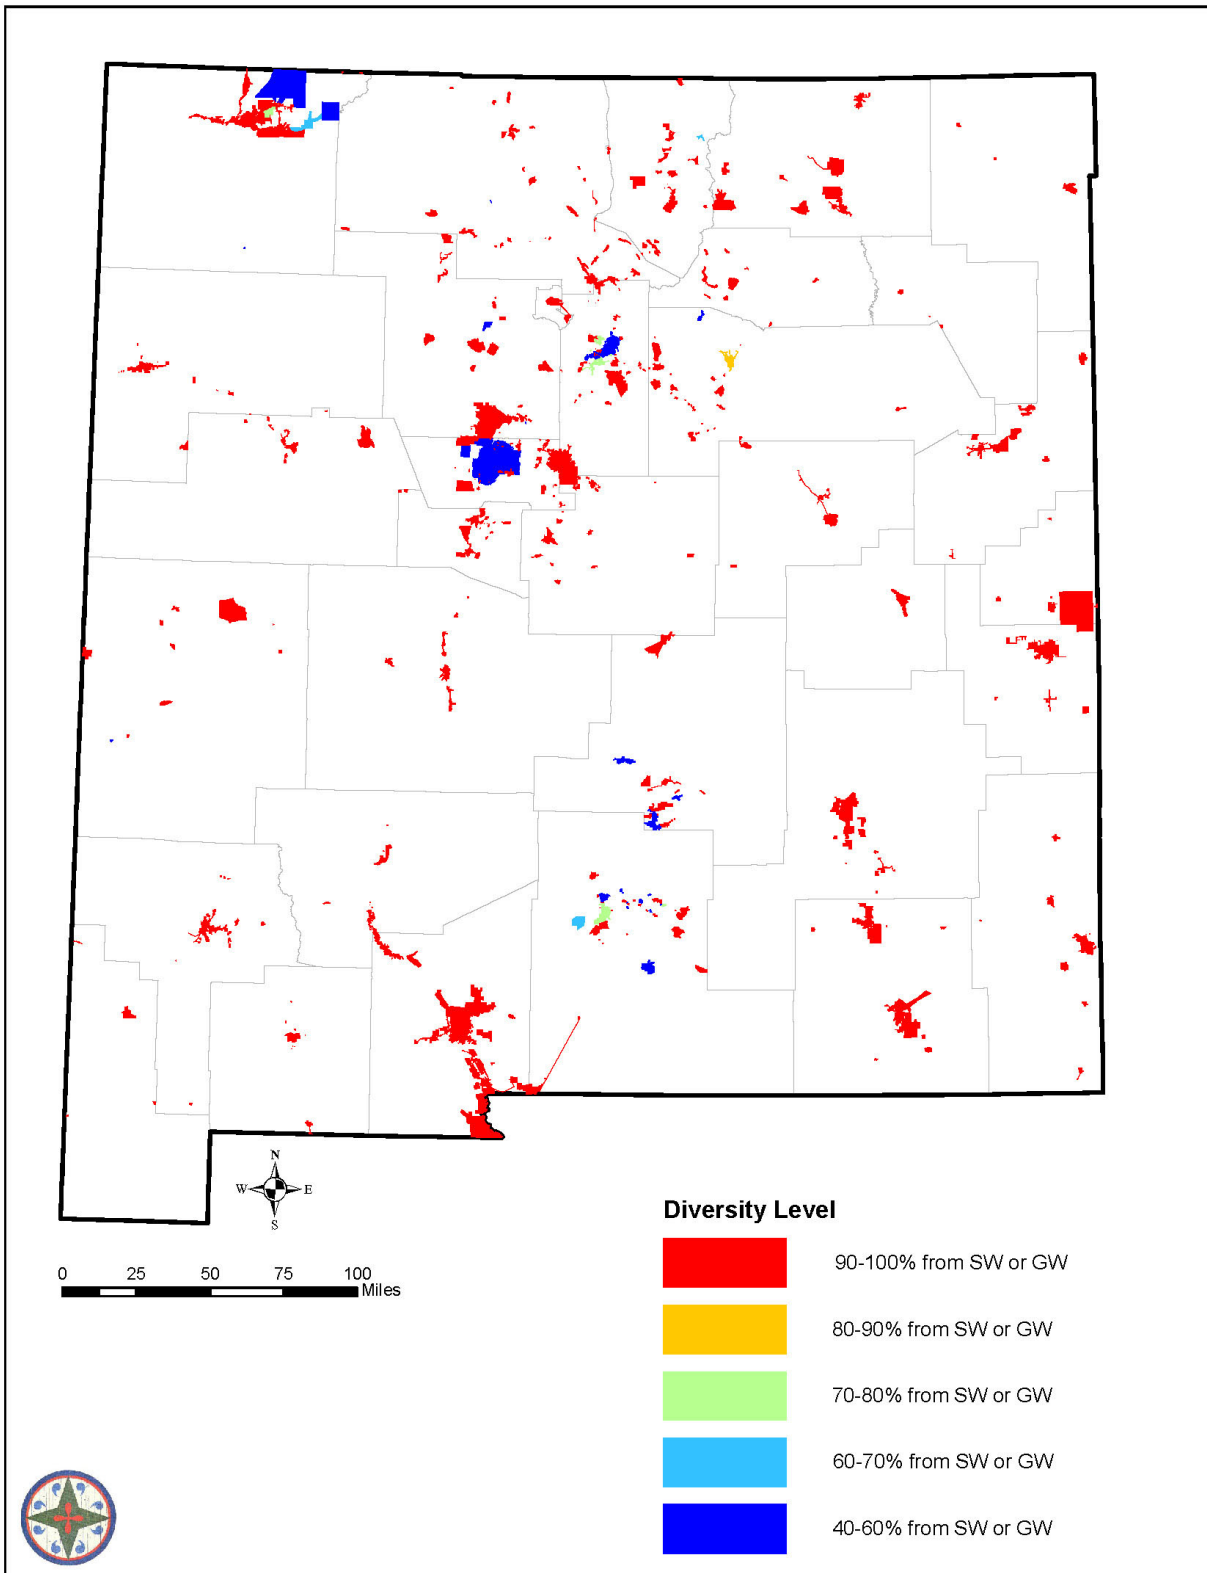 N
W E
S
0 25 50 75 100
Miles
Diversity Level
90-100% from SW or GW
80-90% from SW or GW
70-80% from SW or GW
60-70% from SW or GW
40-60% from SW or GW